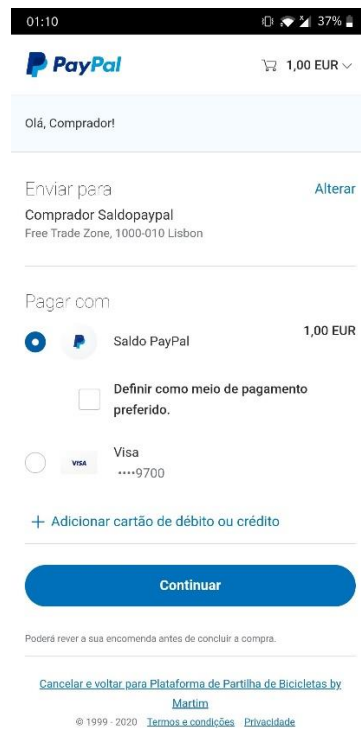 01:10
37%
PayPal
1,00 EUR
Olá, Comprador!
Enviar para
Alterar
Comprador Saldopaypal
Free Trade Zone, 1000-010 Lisbon
Pagar com
Saldo PayPal
1,00 EUR
Definir como meio de pagamento
preferido.
VISA
Visa
••••9700
+ Adicionar cartão de débito ou crédito
Continuar
Poderá rever a sua encomenda antes de concluir a compra.
Cancelar e voltar para Plataforma de Partilha de Bicicletas by
Martim
© 1999 - 2020 Termos e condições Privacidade